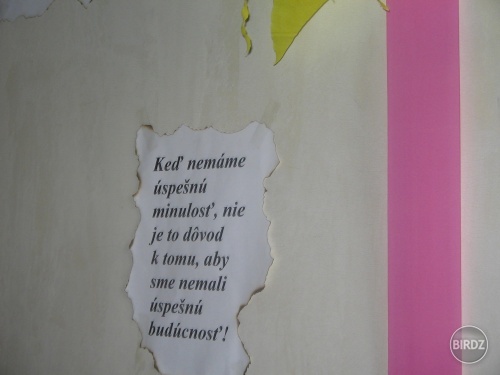 Keď nemáme
úspešnú
minulosť, nie
je to dôvod
k tomu, aby
sme nemali
úspešnú
budúcnosť!
BIRDZ